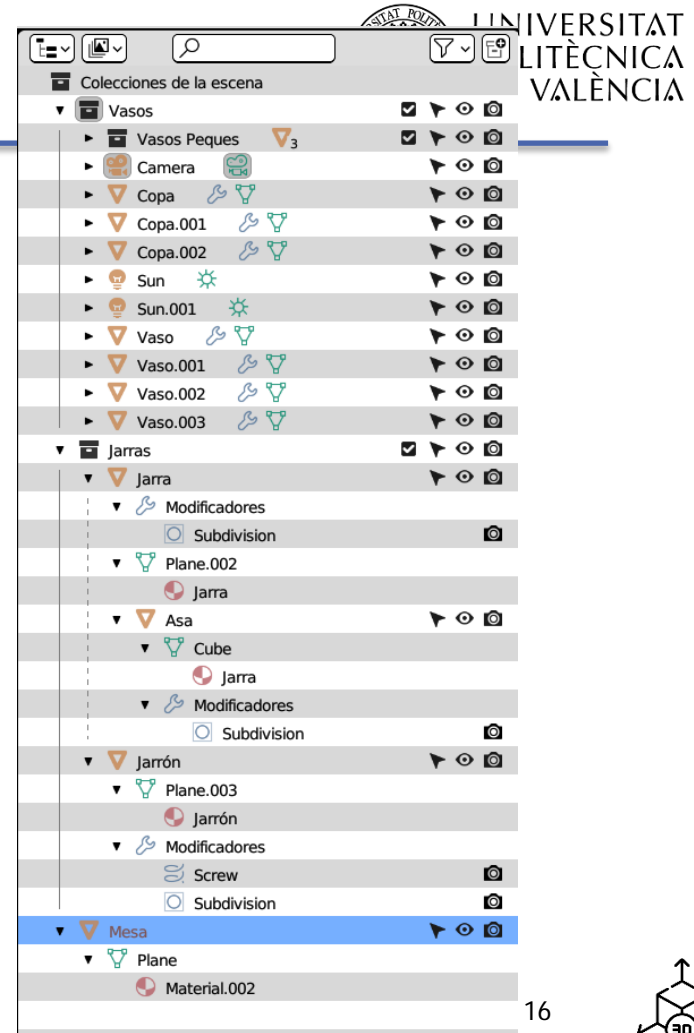 UNIVERSITAT
POLITÈCNICA
VALÈNCIA
Colecciones de la escena
Vasos
Vasos Peques 3
Camera
Copa
Copa.001
Copa.002
Sun
Sun.001
Vaso
Vaso.001
Vaso.002
Vaso.003
Jarras
Jarra
Modificadores
Subdivision
Plane.002
Jarra
Asa
Cube
Jarra
Modificadores
Subdivision
Jarrón
Plane.003
Jarrón
Modificadores
Screw
Subdivision
Mesa
Plane
Material.002
16
3D